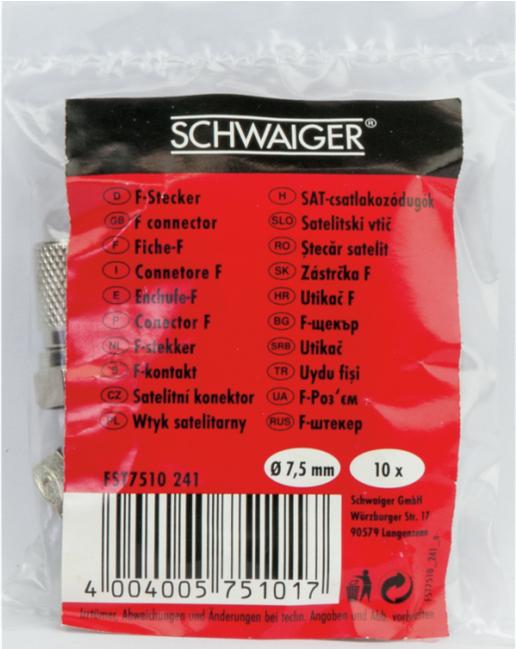 SCHWAIGER®
D F-Stecker
GB F connector
F Fiche-F
I Connetore F
E Enchufe-F
P Conector F
NL F-stekker
S F-kontakt
CZ Satelitní konektor
PL Wtyk satelitarny
H SAT-csatlakozódugók
SLO Satelitski vtič
RO Ştecăr satelit
SK Zástrčka F
HR Utikač F
BG F-щекър
SRB Utikač
TR Uydu fişi
UA F-Роз'єм
RUS F-штекер
FST7510 241
Ø 7,5 mm
10 x
Schwaiger GmbH
Würzburger Str. 17
90579 Langenzenn
4 004005 751017
FST7510_241_
Irrtümer, Abweichungen und Änderungen bei techn. Angaben und Abb. vorbehalten